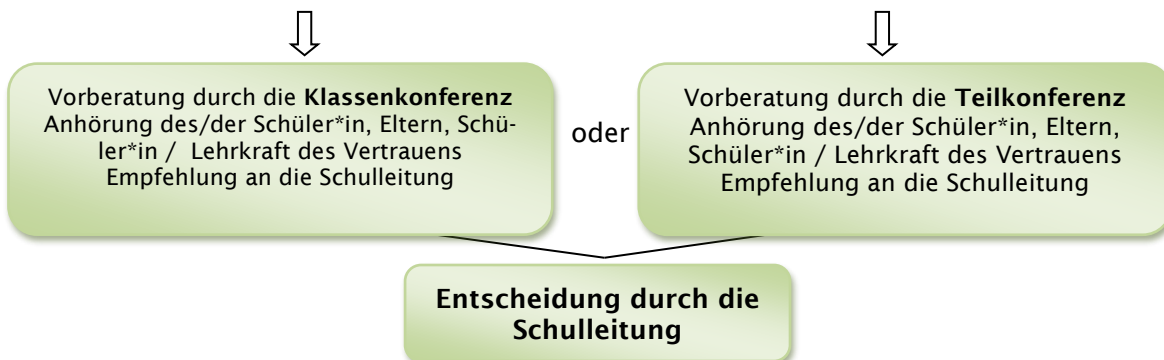 Vorberatung durch die Klassenkonferenz
Anhörung des/der Schüler*in, Eltern, Schü-
ler*in / Lehrkraft des Vertrauens
Empfehlung an die Schulleitung
oder
Vorberatung durch die Teilkonferenz
Anhörung des/der Schüler*in, Eltern,
Schüler*in / Lehrkraft des Vertrauens
Empfehlung an die Schulleitung
Entscheidung durch die
Schulleitung